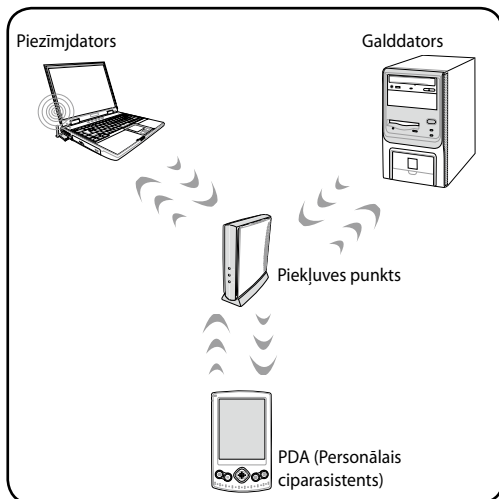 Piezīmjdators
Galddators
Piekļuves punkts
PDA (Personālais
ciparasistents)